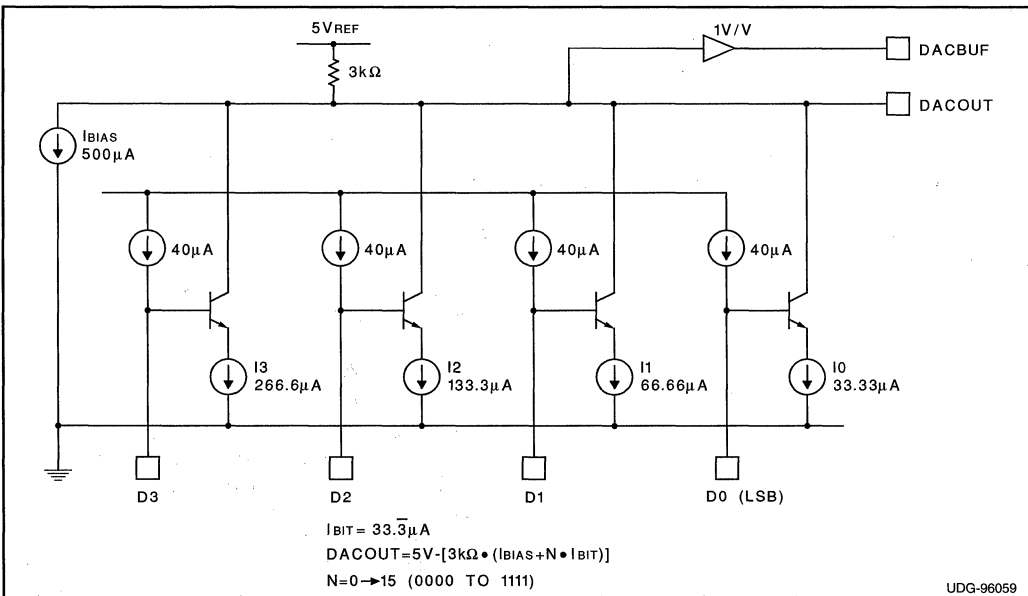 5VREF
1V/V
DACBUF
3kΩ
DACOUT
IBIAS
500µA
40µA
40µA
40µA
40µA
I3
266.6µA
I2
133.3µA
I1
66.66µA
I0
33.33µA
D3
D2
D1
D0 (LSB)
IBIT = 33.3̅µA
DACOUT=5V-[3kΩ•(IBIAS+N•IBIT)]
N=0→15 (0000 TO 1111)
UDG-96059